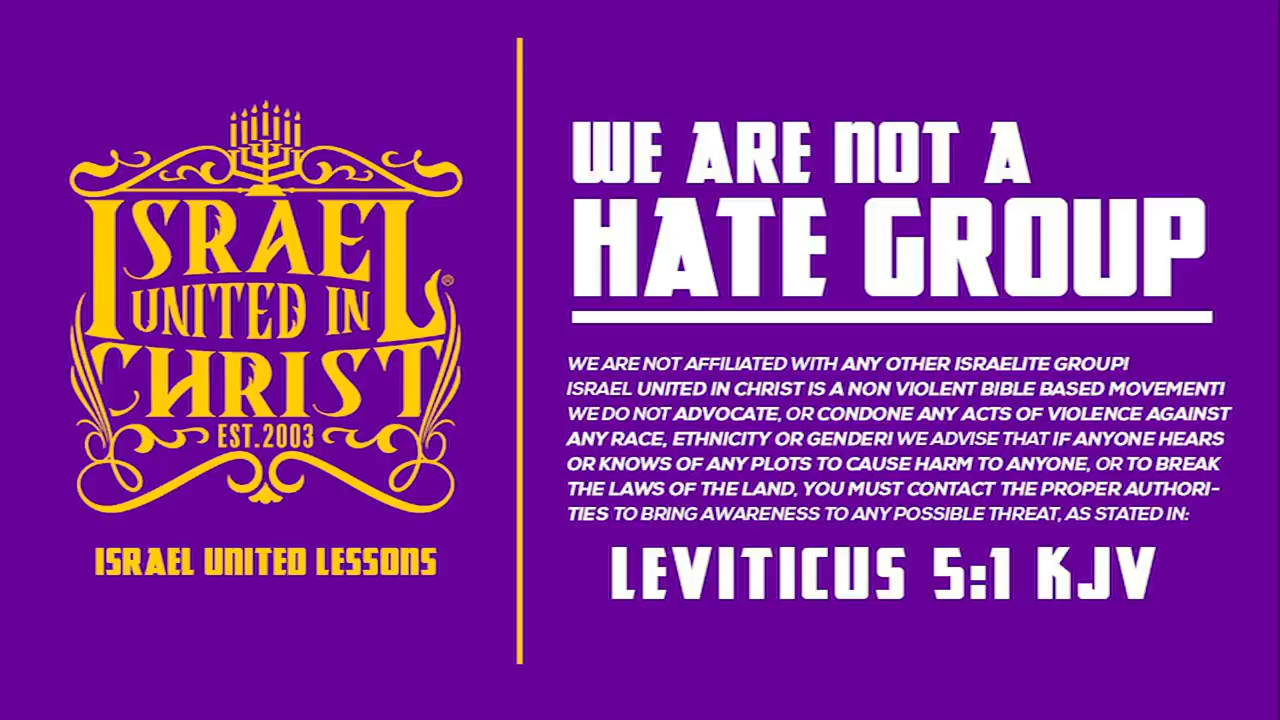 ISRAEL
UNITED IN
CHRIST
EST.2003
®
ISRAEL UNITED LESSONS
WE ARE NOT A
HATE GROUP
WE ARE NOT AFFILIATED WITH ANY OTHER ISRAELITE GROUP!
ISRAEL UNITED IN CHRIST IS A NON VIOLENT BIBLE BASED MOVEMENT!
WE DO NOT ADVOCATE, OR CONDONE ANY ACTS OF VIOLENCE AGAINST
ANY RACE, ETHNICITY OR GENDER! WE ADVISE THAT IF ANYONE HEARS
OR KNOWS OF ANY PLOTS TO CAUSE HARM TO ANYONE, OR TO BREAK
THE LAWS OF THE LAND, YOU MUST CONTACT THE PROPER AUTHORI-
TIES TO BRING AWARENESS TO ANY POSSIBLE THREAT, AS STATED IN:
LEVITICUS 5:1 KJV